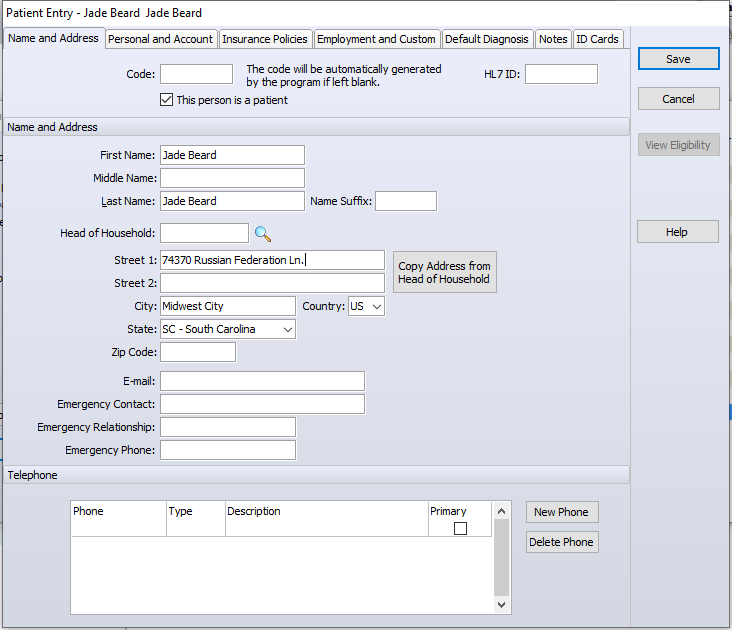 Patient Entry - Jade Beard  Jade Beard
Name and Address  Personal and Account  Insurance Policies  Employment and Custom  Default Diagnosis  Notes  ID Cards
Code:  The code will be automatically generated by the program if left blank.  HL7 ID:
This person is a patient
Name and Address
First Name: Jade Beard
Middle Name:
Last Name: Jade Beard  Name Suffix:
Head of Household:
Street 1: 74370 Russian Federation Ln.
Copy Address from
Head of Household
Street 2:
City: Midwest City  Country: US
State: SC - South Carolina
Zip Code:
E-mail:
Emergency Contact:
Emergency Relationship:
Emergency Phone:
Telephone
Phone  Type  Description  Primary
New Phone
Delete Phone
Save
Cancel
View Eligibility
Help